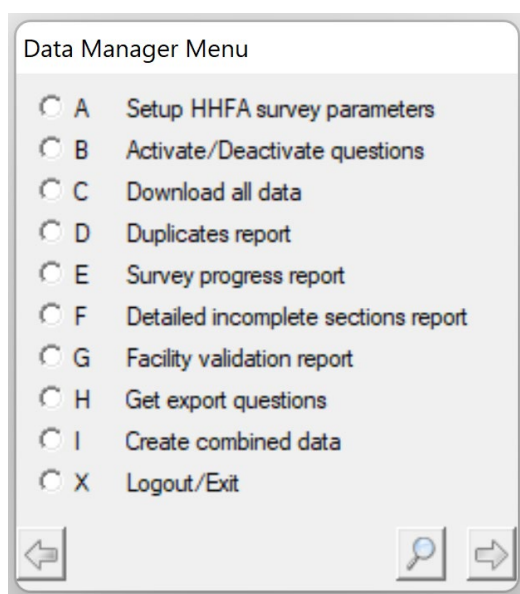 Data Manager Menu
A Setup HHFA survey parameters
B Activate/Deactivate questions
C Download all data
D Duplicates report
E Survey progress report
F Detailed incomplete sections report
G Facility validation report
H Get export questions
I Create combined data
X Logout/Exit